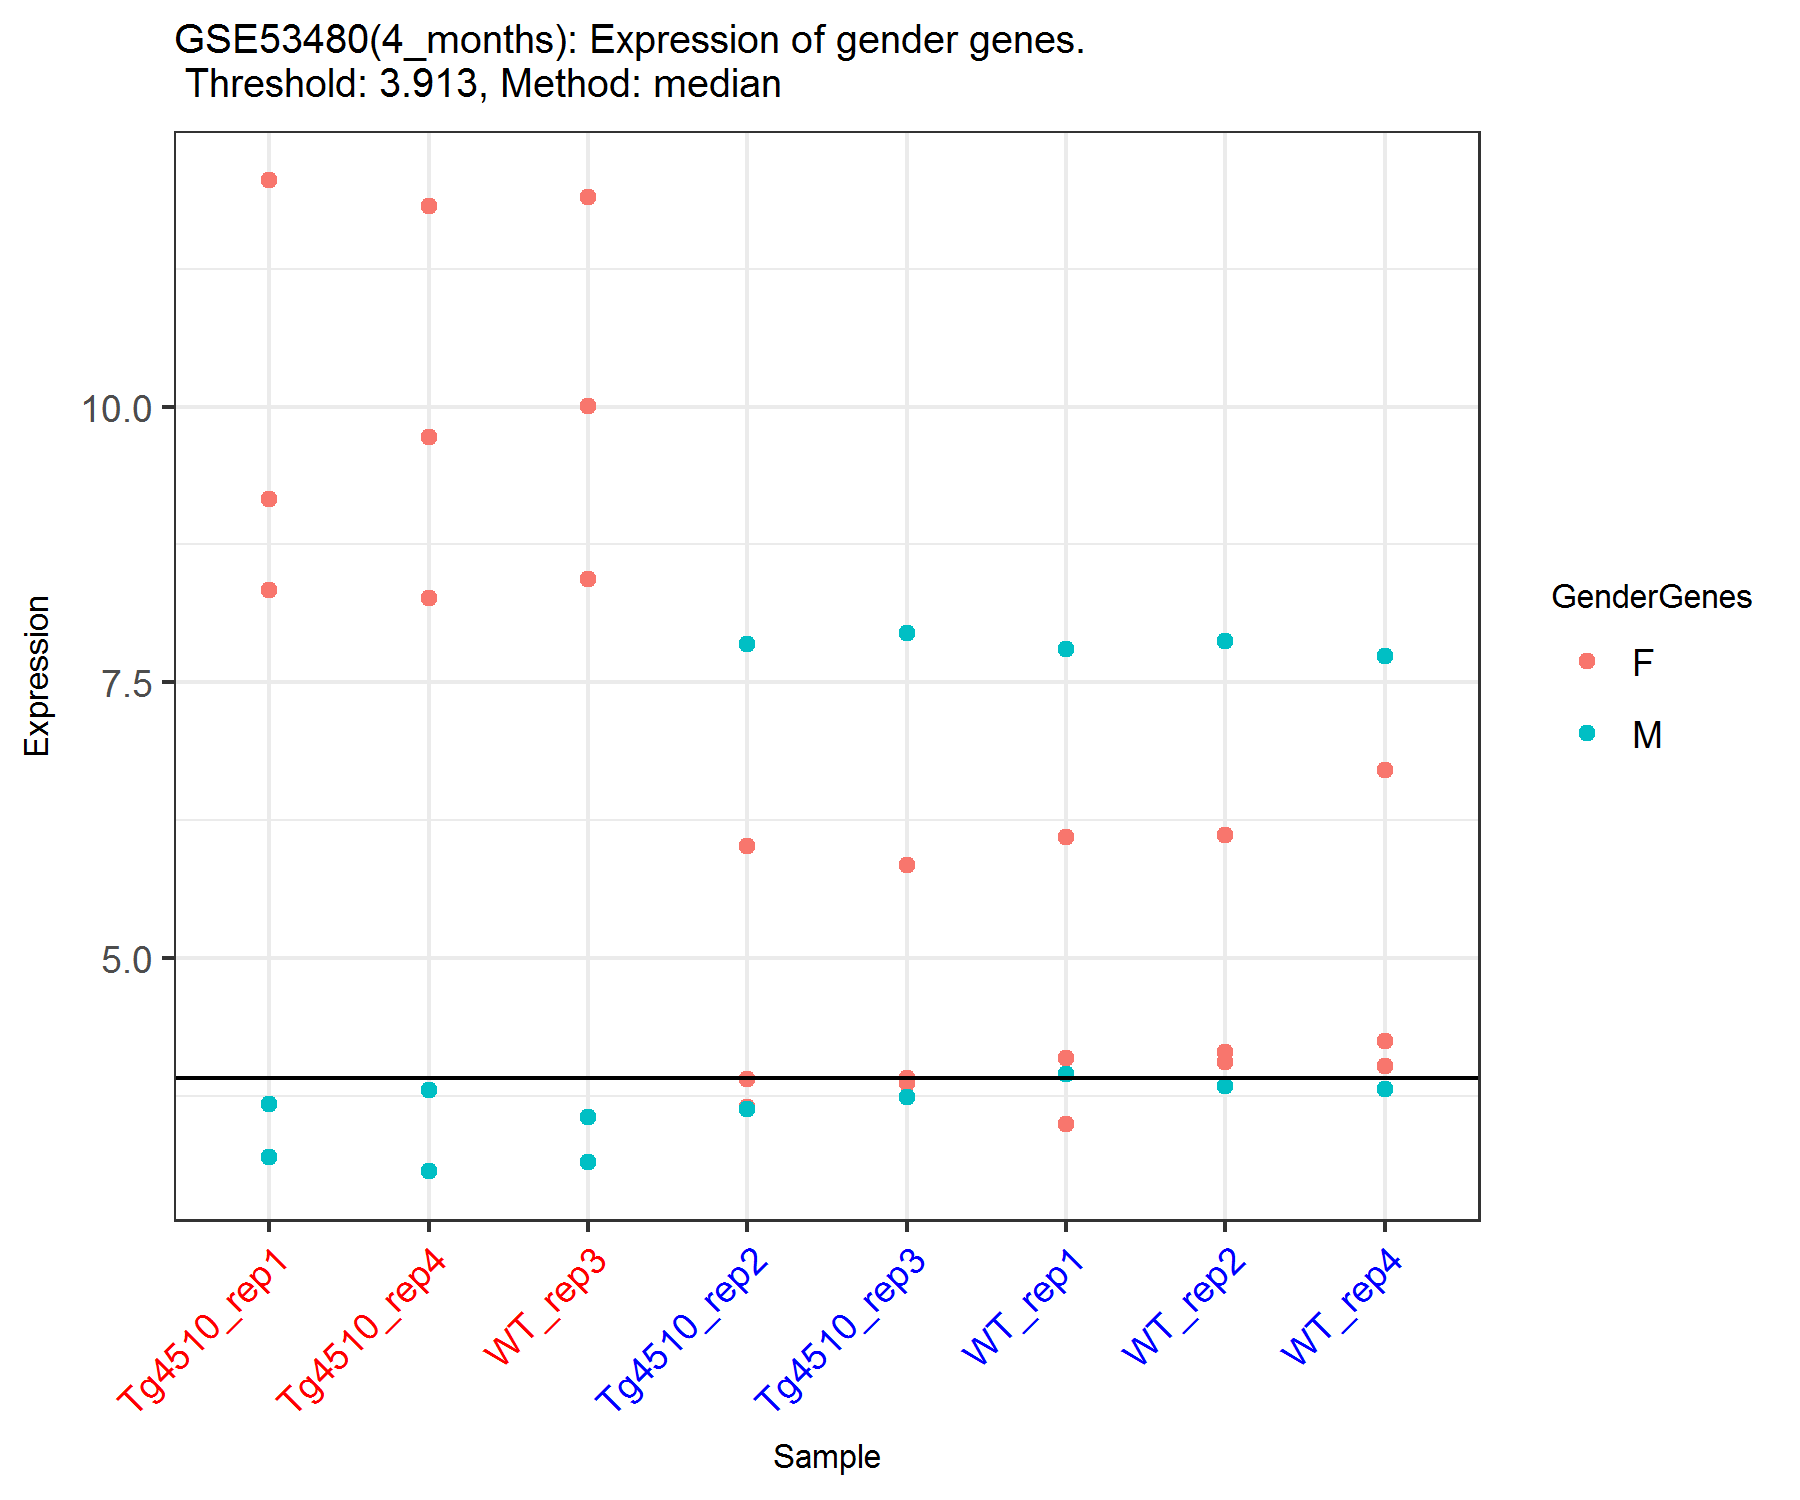 GSE53480(4_months): Expression of gender genes.
Threshold: 3.913, Method: median
10.0
7.5
5.0
Expression
Tg4510_rep1
Tg4510_rep4
WT_rep3
Tg4510_rep2
Tg4510_rep3
WT_rep1
WT_rep2
WT_rep4
Sample
GenderGenes
F
M